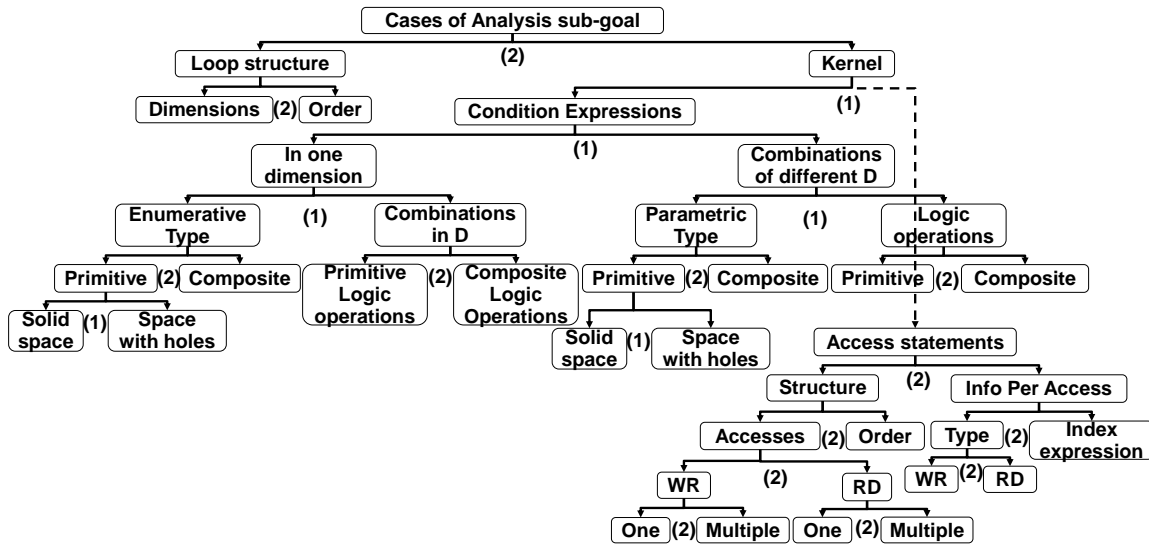 Cases of Analysis sub-goal
(2)
Loop structure
Kernel
Dimensions (2) Order
(1)
Condition Expressions
(1)
In one
dimension
Combinations
of different D
(1)
(1)
Enumerative
Type
Combinations
in D
Parametric
Type
Logic
operations
Primitive (2) Composite
Primitive
Logic
operations
(2)
Composite
Logic
Operations
Primitive (2) Composite
Primitive (2) Composite
Solid
space
(1)
Space
with holes
Solid
space
(1)
Space
with holes
Access statements
(2)
Structure
Info Per Access
Accesses (2) Order
Type (2)
Index
expression
(2)
WR
RD
WR (2) RD
One (2) Multiple
One (2) Multiple